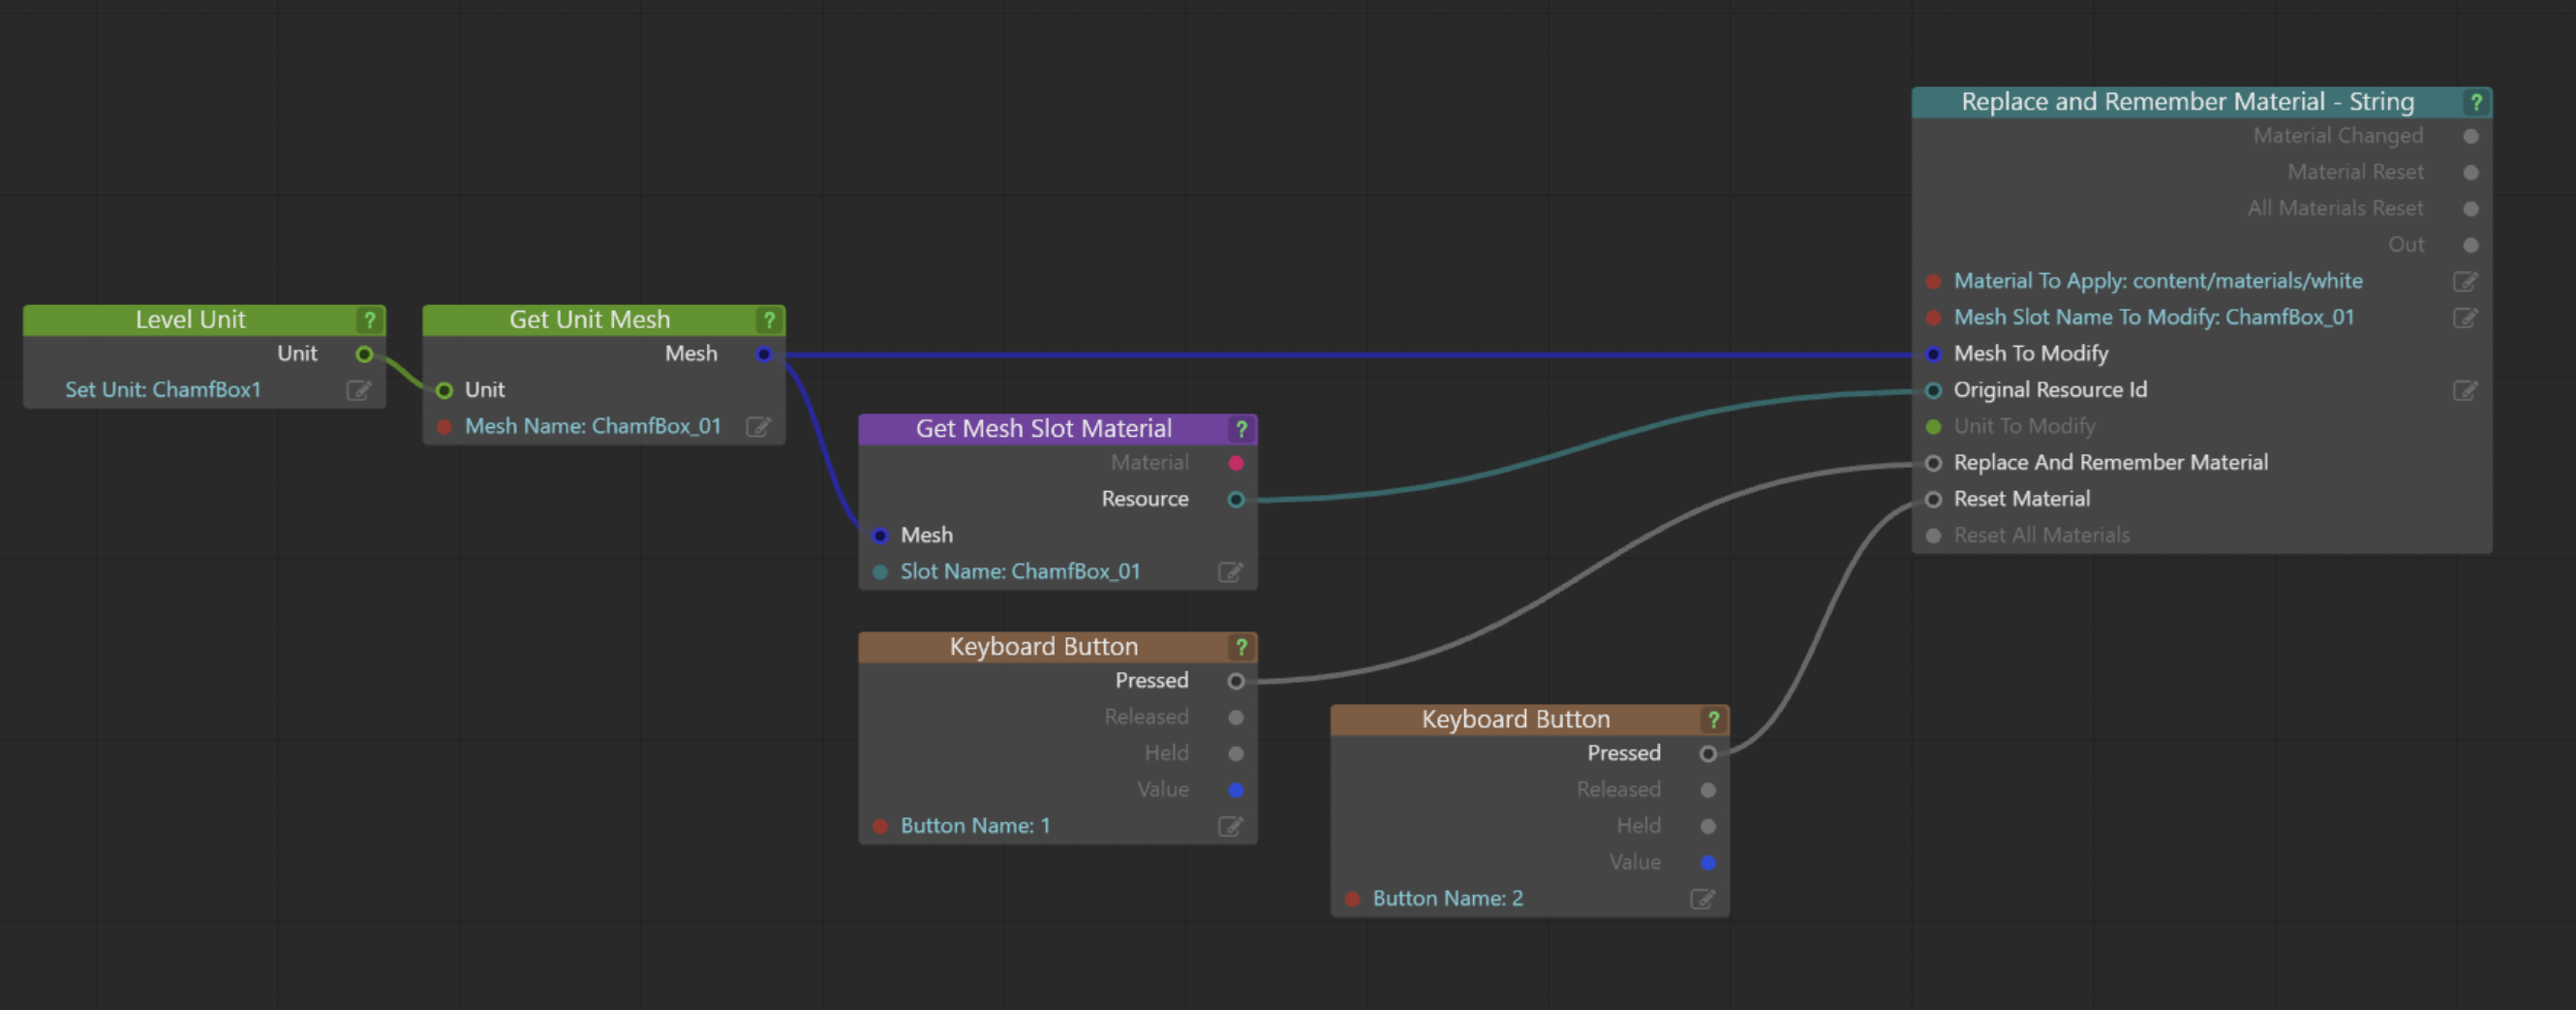 Level Unit ?
Unit
Set Unit: ChamfBox1
Get Unit Mesh ?
Mesh
Unit
Mesh Name: ChamfBox_01
Get Mesh Slot Material ?
Material
Resource
Mesh
Slot Name: ChamfBox_01
Keyboard Button ?
Pressed
Released
Held
Value
Button Name: 1
Keyboard Button ?
Pressed
Released
Held
Value
Button Name: 2
Replace and Remember Material - String ?
Material Changed
Material Reset
All Materials Reset
Out
Material To Apply: content/materials/white
Mesh Slot Name To Modify: ChamfBox_01
Mesh To Modify
Original Resource Id
Unit To Modify
Replace And Remember Material
Reset Material
Reset All Materials